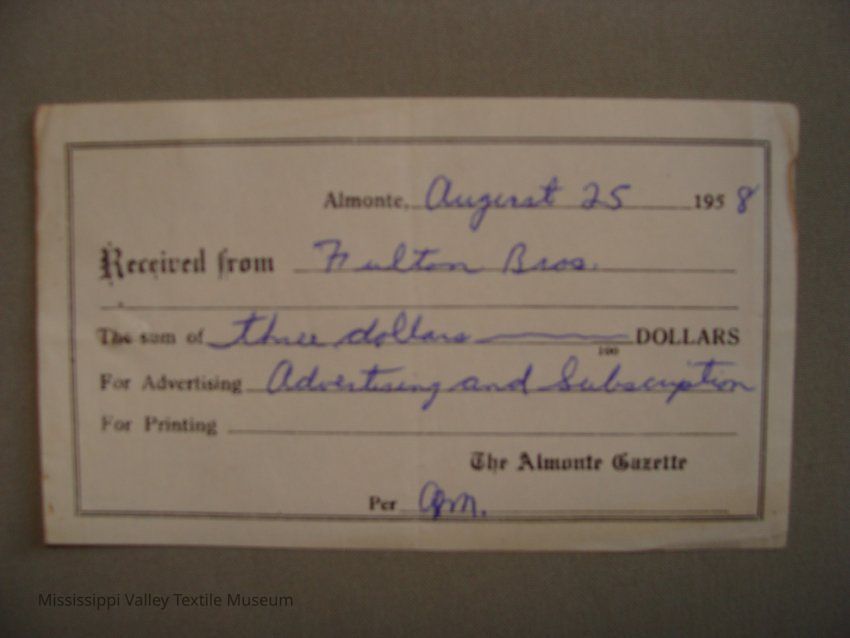 Almonte, August 25 1958
Received from Fulton Bros.
The sum of three dollars 100 DOLLARS
For Advertising Advertising and Subscription
For Printing
The Almonte Gazette
Per
Mississippi Valley Textile Museum